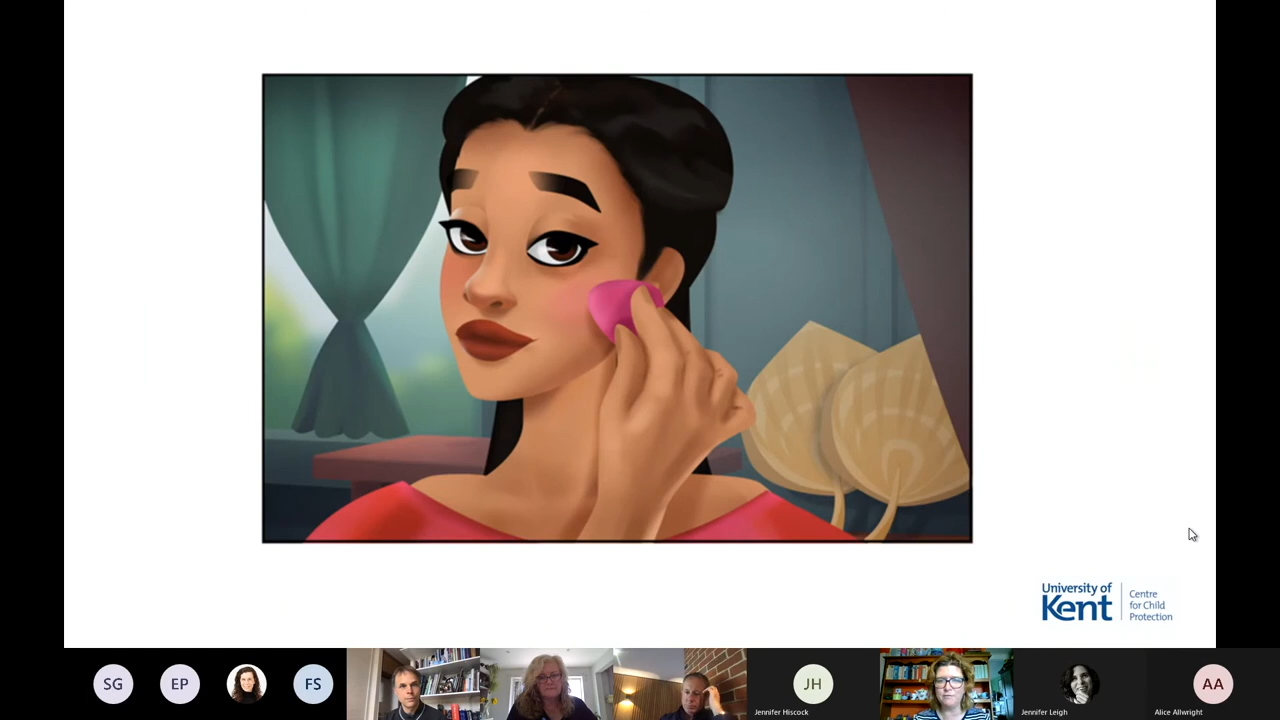 University of
Kent
Centre
for Child
Protection
SG
EP
FS
JH
Jennifer Hiscock
Jennifer Leigh
AA
Alice Allwright